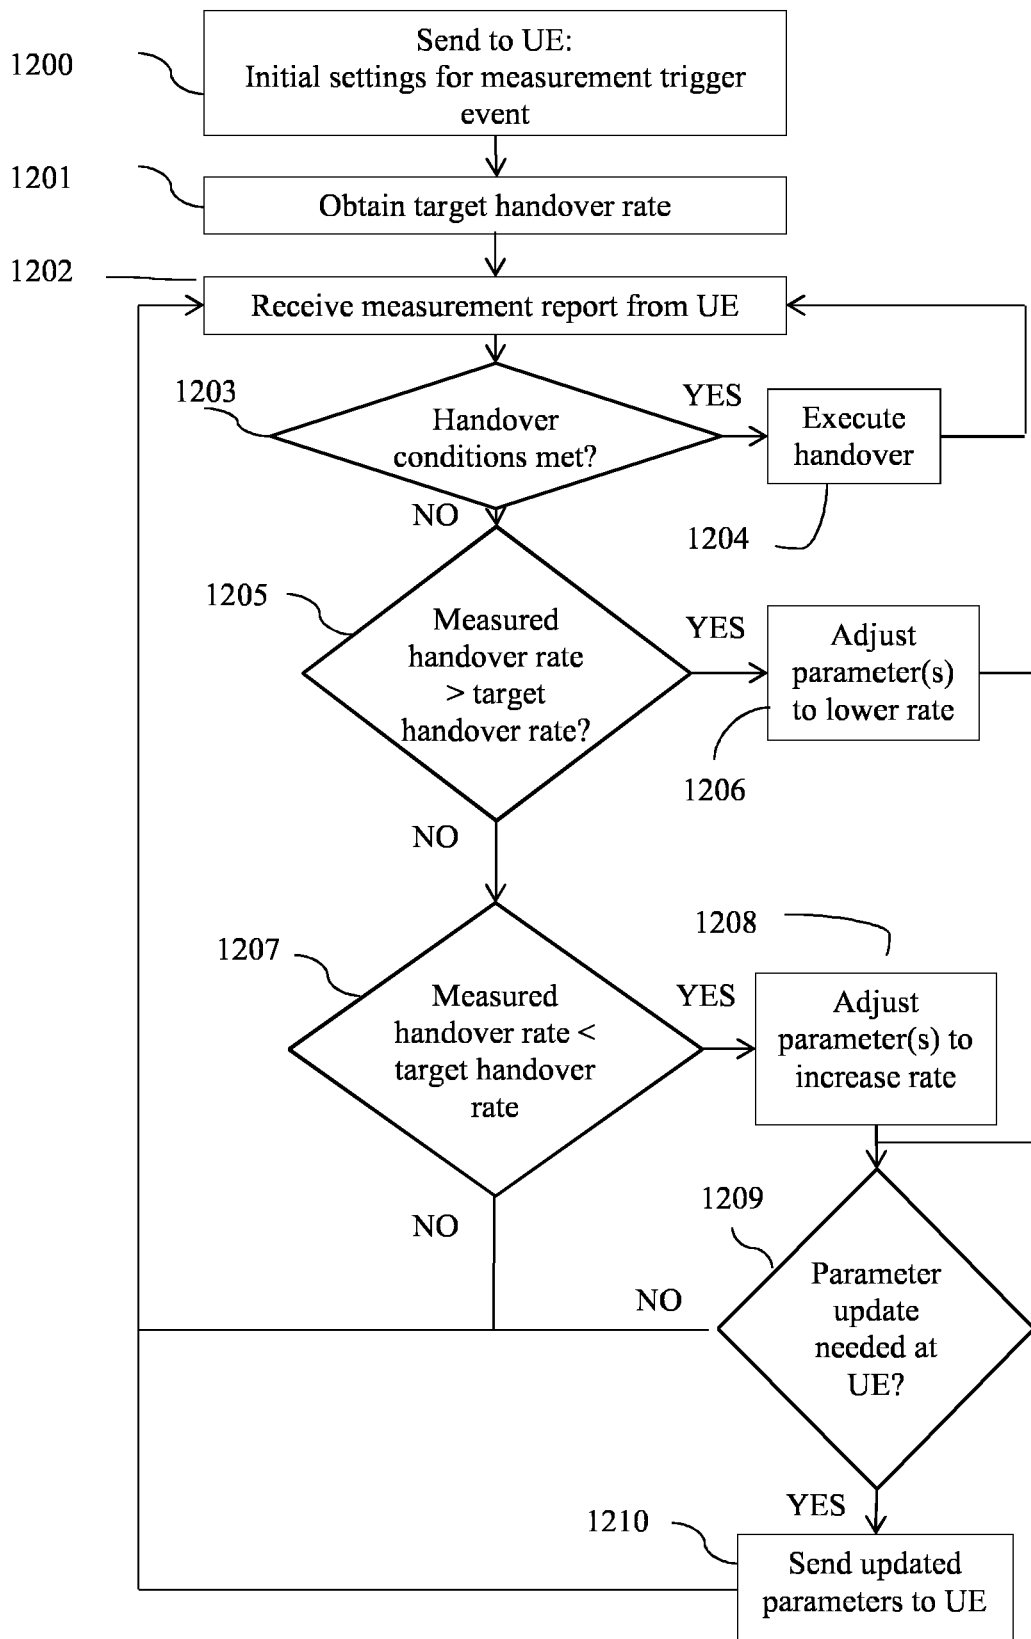 1200
Send to UE:
Initial settings for measurement trigger
event
1201
Obtain target handover rate
1202
Receive measurement report from UE
1203
Handover
conditions met?
YES
Execute
handover
1204
NO
1205
Measured
handover rate
> target
handover rate?
YES
Adjust
parameter(s)
to lower rate
1206
NO
1207
Measured
handover rate <
target handover
rate
YES
1208
Adjust
parameter(s) to
increase rate
NO
1209
Parameter
update
needed at
UE?
NO
YES
1210
Send updated
parameters to UE